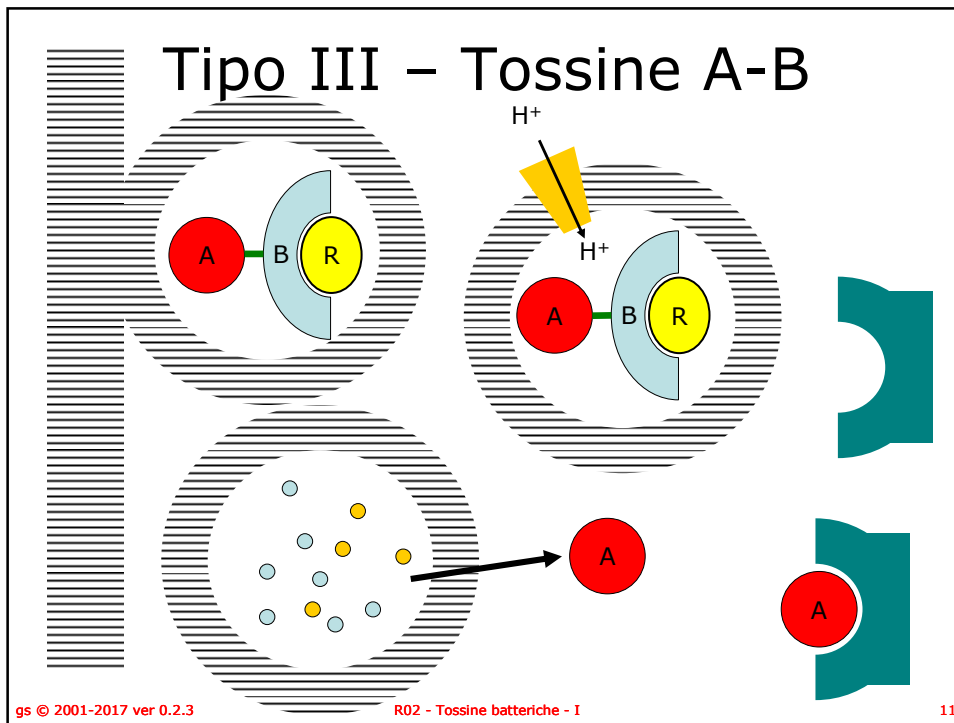 Tipo III – Tossine A-B
H+
H+
A B R
A B R
A
A
gs © 2001-2017 ver 0.2.3 R02 - Tossine batteriche - I 11